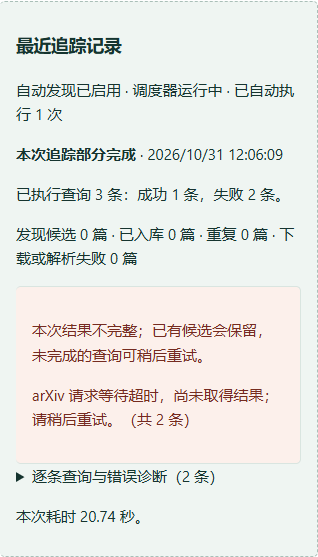 最近追踪记录
自动发现已启用 · 调度器运行中 · 已自动执
行 1 次
本次追踪部分完成 · 2026/10/31 12:06:09
已执行查询 3 条：成功 1 条，失败 2 条。
发现候选 0 篇 · 已入库 0 篇 · 重复 0 篇 · 下
载或解析失败 0 篇
本次结果不完整；已有候选会保留，
未完成的查询可稍后重试。
arXiv 请求等待超时，尚未取得结果；
请稍后重试。（共 2 条）
▶ 逐条查询与错误诊断（2 条）
本次耗时 20.74 秒。